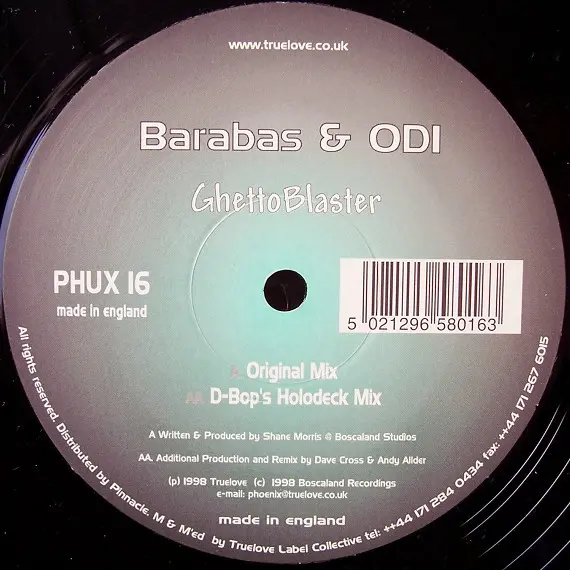 www.truelove.co.uk
Barabas & ODI
GhettoBlaster
PHUX 16
made in england
5 021296 580163
A Original Mix
AA D-Bop's Holodeck Mix
A Written & Produced by Shane Morris @ Boscaland Studios
AA. Additional Production and Remix by Dave Cross & Andy Allder
(p) 1998 Truelove (c) 1998 Boscaland Recordings
e-mail: phoenix@truelove.co.uk
made in england
All rights reserved. Distributed by Pinnacle. M & M'ed by Truelove Label Collective tel: ++44 171 284 0434 fax: ++44 171 267 6015